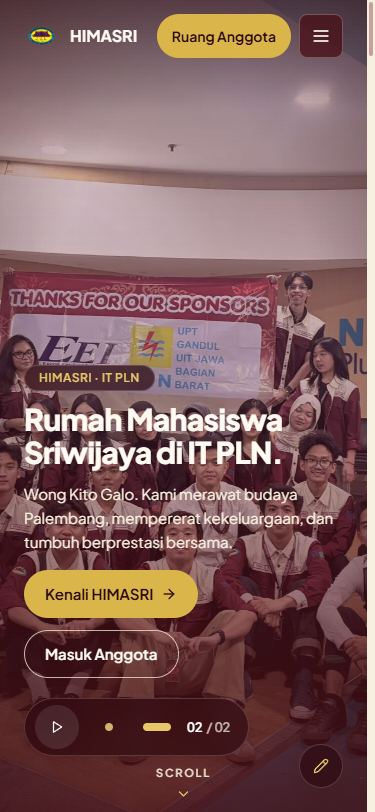 HIMASRI
Ruang Anggota
THANKS FOR OUR SPONSORS
EEI
UPT
GANDUL
UIT JAWA
BAGIAN
BARAT
N
N
Plu
HIMASRI · IT PLN
Rumah Mahasiswa
Sriwijaya di IT PLN.
Wong Kito Galo. Kami merawat budaya
Palembang, mempererat kekeluargaan, dan
tumbuh berprestasi bersama.
Kenali HIMASRI →
Masuk Anggota
02 / 02
SCROLL